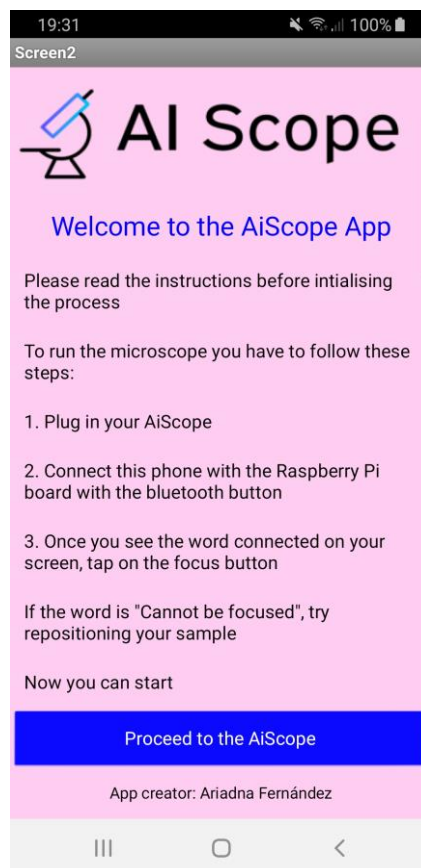 19:31 100%
Screen2
AI Scope
Welcome to the AiScope App
Please read the instructions before intialising
the process
To run the microscope you have to follow these
steps:
1. Plug in your AiScope
2. Connect this phone with the Raspberry Pi
board with the bluetooth button
3. Once you see the word connected on your
screen, tap on the focus button
If the word is "Cannot be focused", try
repositioning your sample
Now you can start
Proceed to the AiScope
App creator: Ariadna Fernández